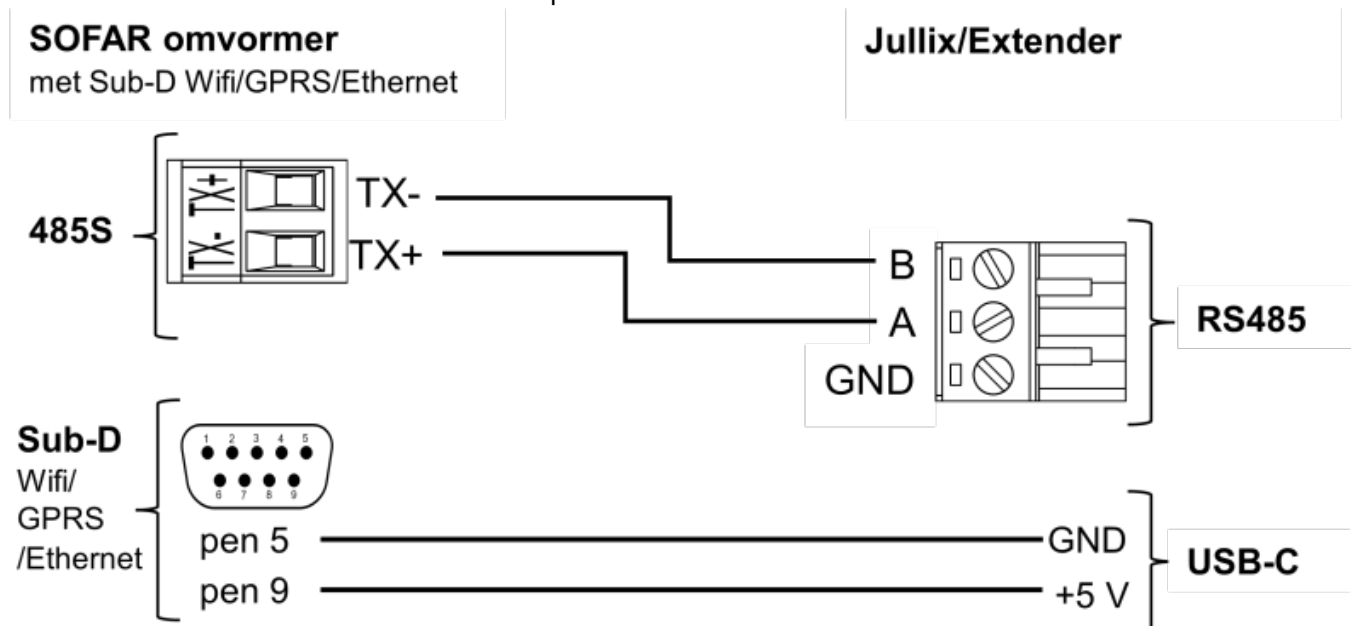 SOFAR omvormer
met Sub-D Wifi/GPRS/Ethernet
Jullix/Extender
485S
TX+
TX-
TX-
TX+
B
A
GND
RS485
Sub-D
Wifi/
GPRS
/Ethernet
1 2 3 4 5
6 7 8 9
pen 5
pen 9
GND
+5 V
USB-C